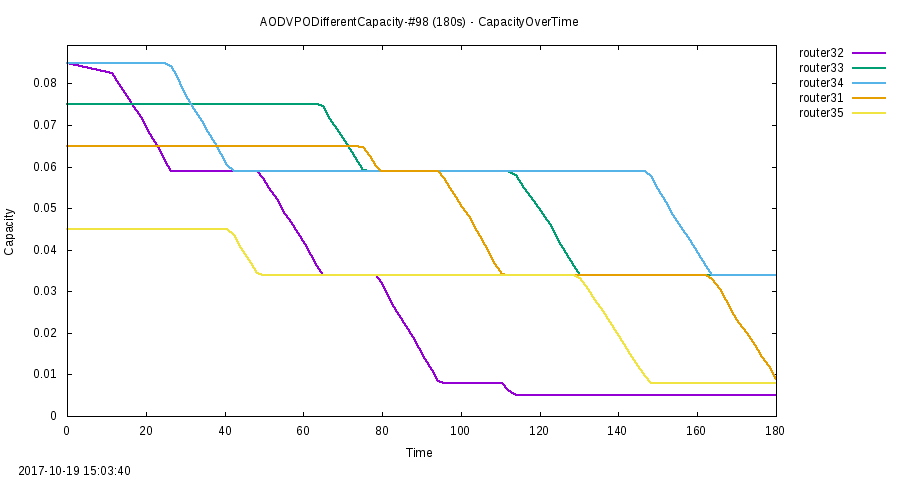 AODVPODifferentCapacity-#98 (180s) - CapacityOverTime
router32
router33
router34
router31
router35
0.08
0.07
0.06
0.05
0.04
0.03
0.02
0.01
0
Capacity
0 20 40 60 80 100 120 140 160 180
Time
2017-10-19 15:03:40